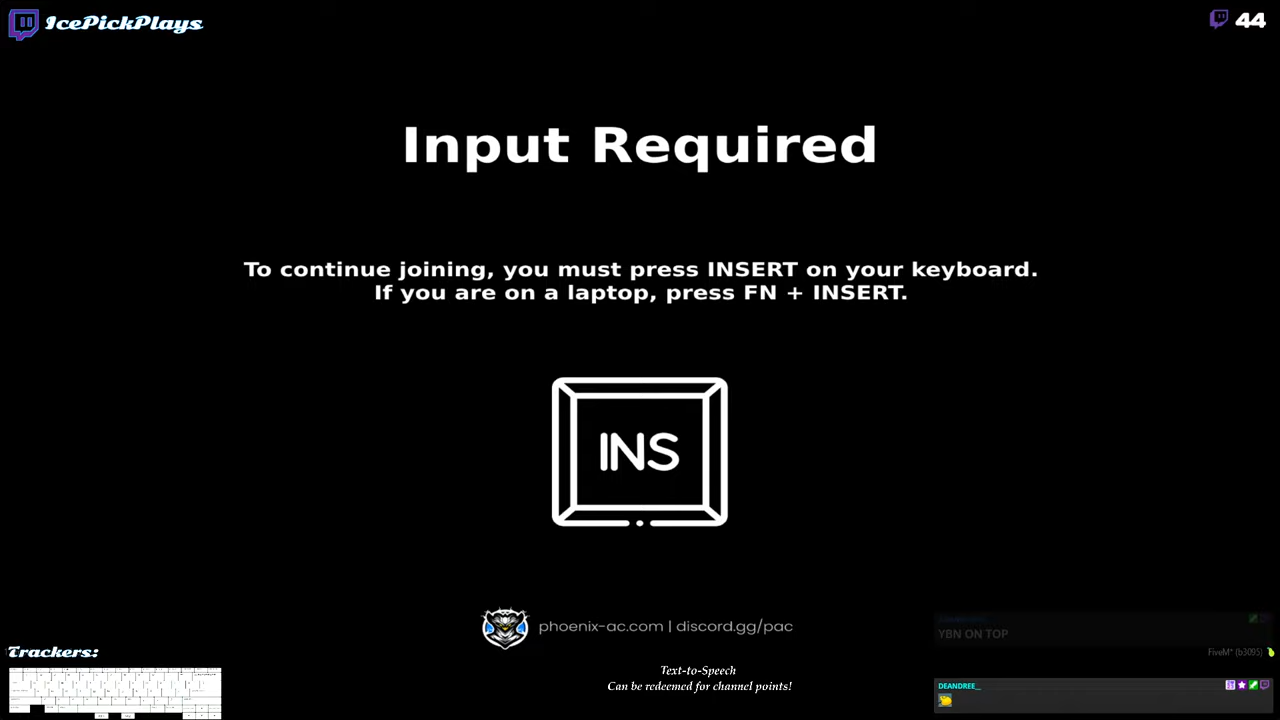 IcePickPlays
44
Input Required
To continue joining, you must press INSERT on your keyboard.
If you are on a laptop, press FN + INSERT.
INS
phoenix-ac.com | discord.gg/pac
YBN ON TOP
Trackers:
FiveM* (b3095)
Text-to-Speech
Can be redeemed for channel points!
DEANDREE_